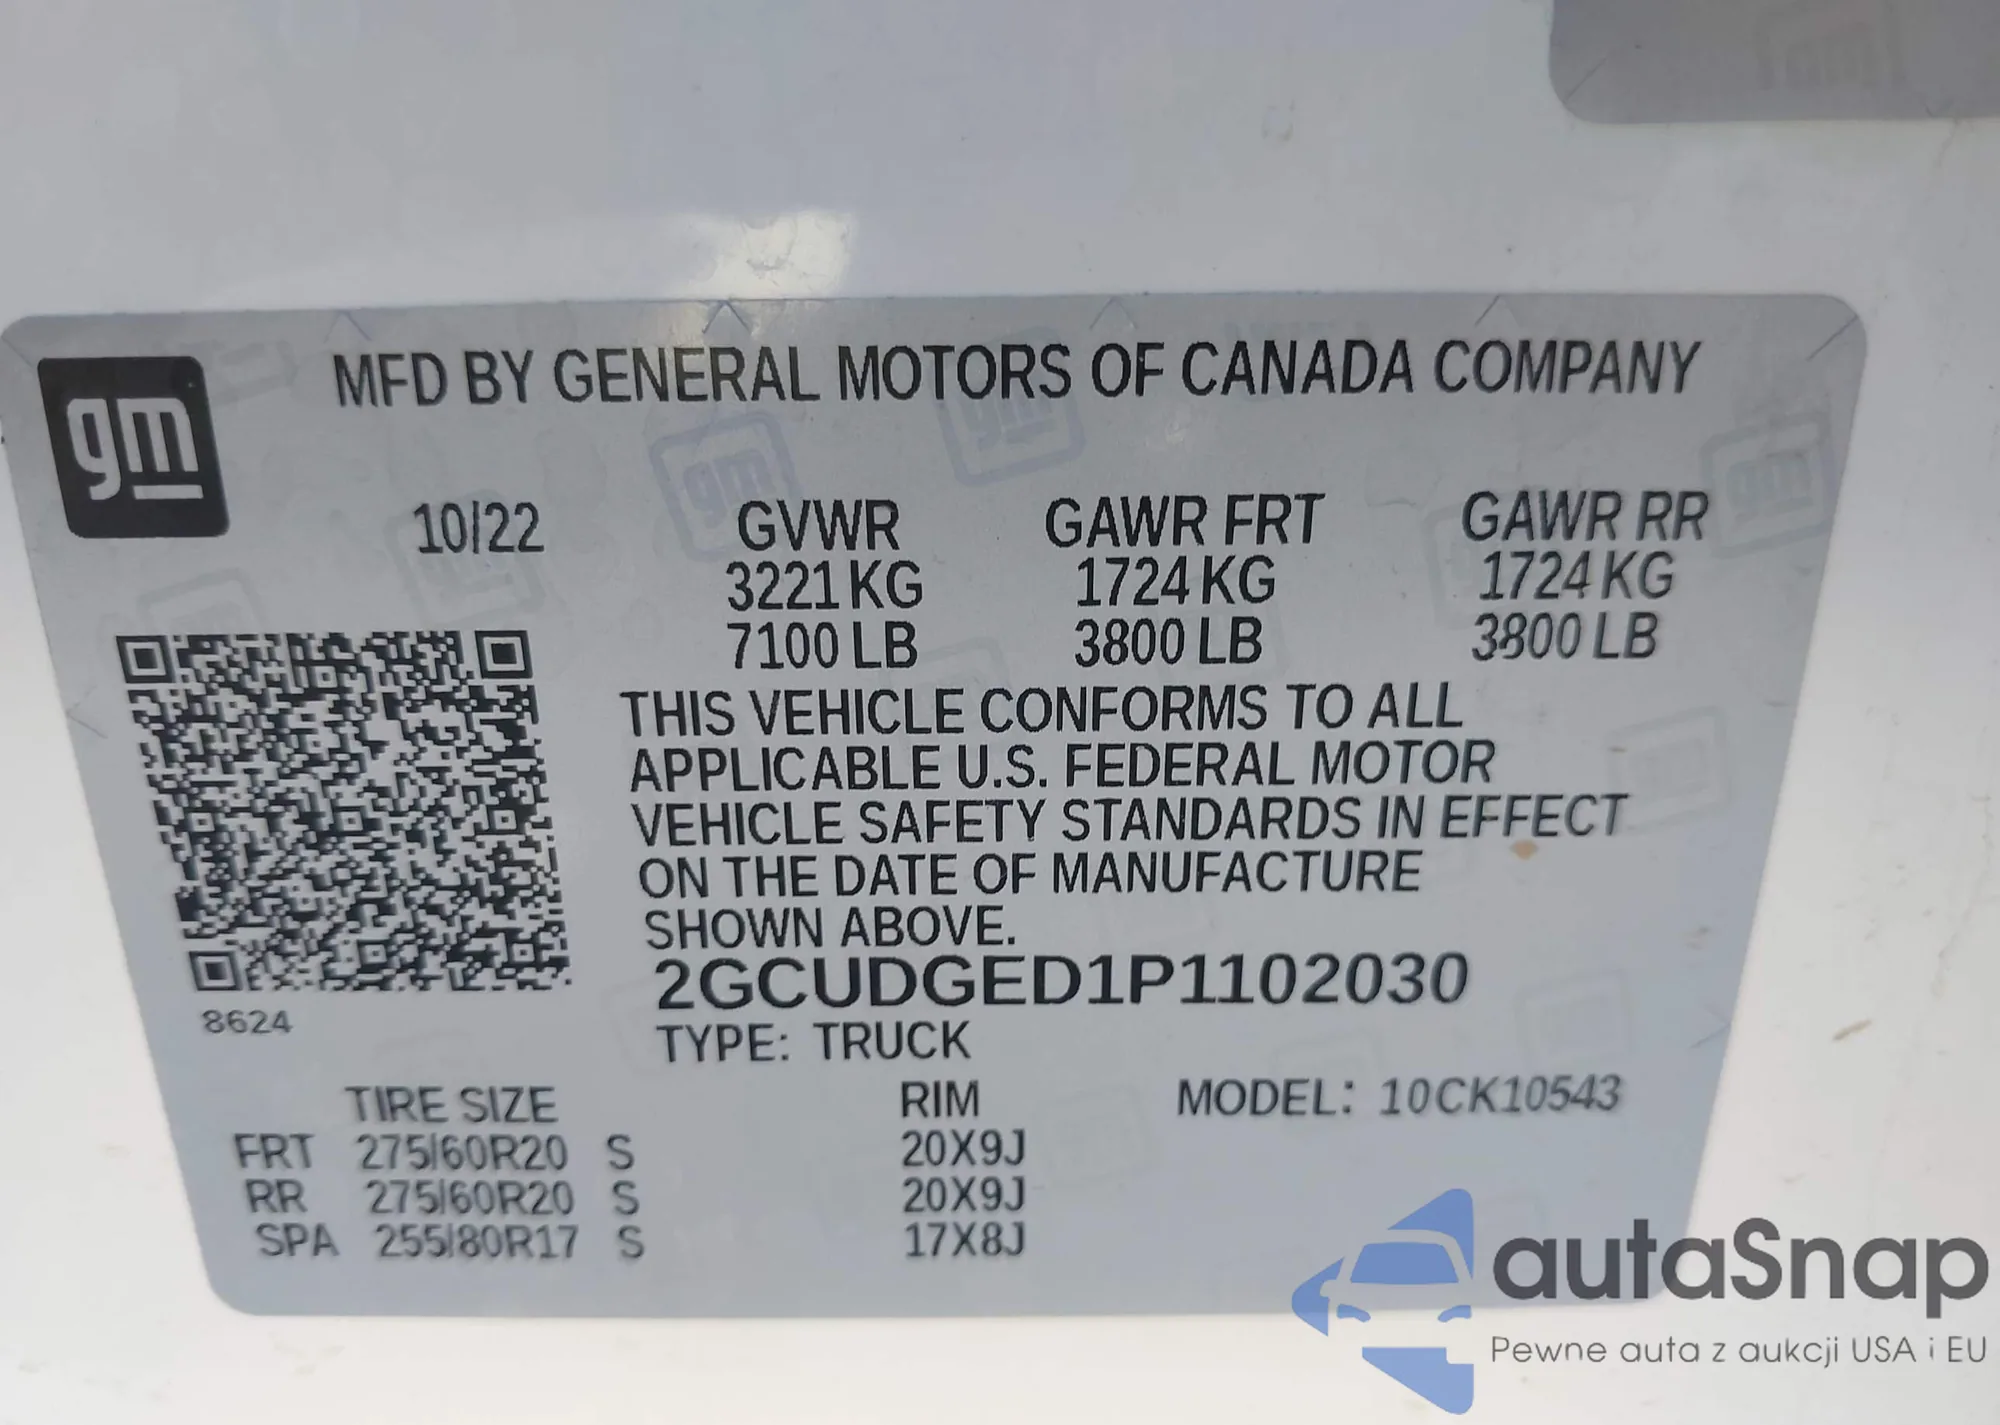 gm
MFD BY GENERAL MOTORS OF CANADA COMPANY
10/22 GVWR GAWR FRT GAWR RR
3221 KG 1724 KG 1724 KG
7100 LB 3800 LB 3800 LB
THIS VEHICLE CONFORMS TO ALL
APPLICABLE U.S. FEDERAL MOTOR
VEHICLE SAFETY STANDARDS IN EFFECT
ON THE DATE OF MANUFACTURE
SHOWN ABOVE.
2GCUDGED1P1102030
8624
TYPE: TRUCK
TIRE SIZE RIM MODEL: 10CK10543
FRT 275/60R20 S 20X9J
RR 275/60R20 S 20X9J
SPA 255/80R17 S 17X8J
autaSnap
Pewne auta z aukcji USA i EU